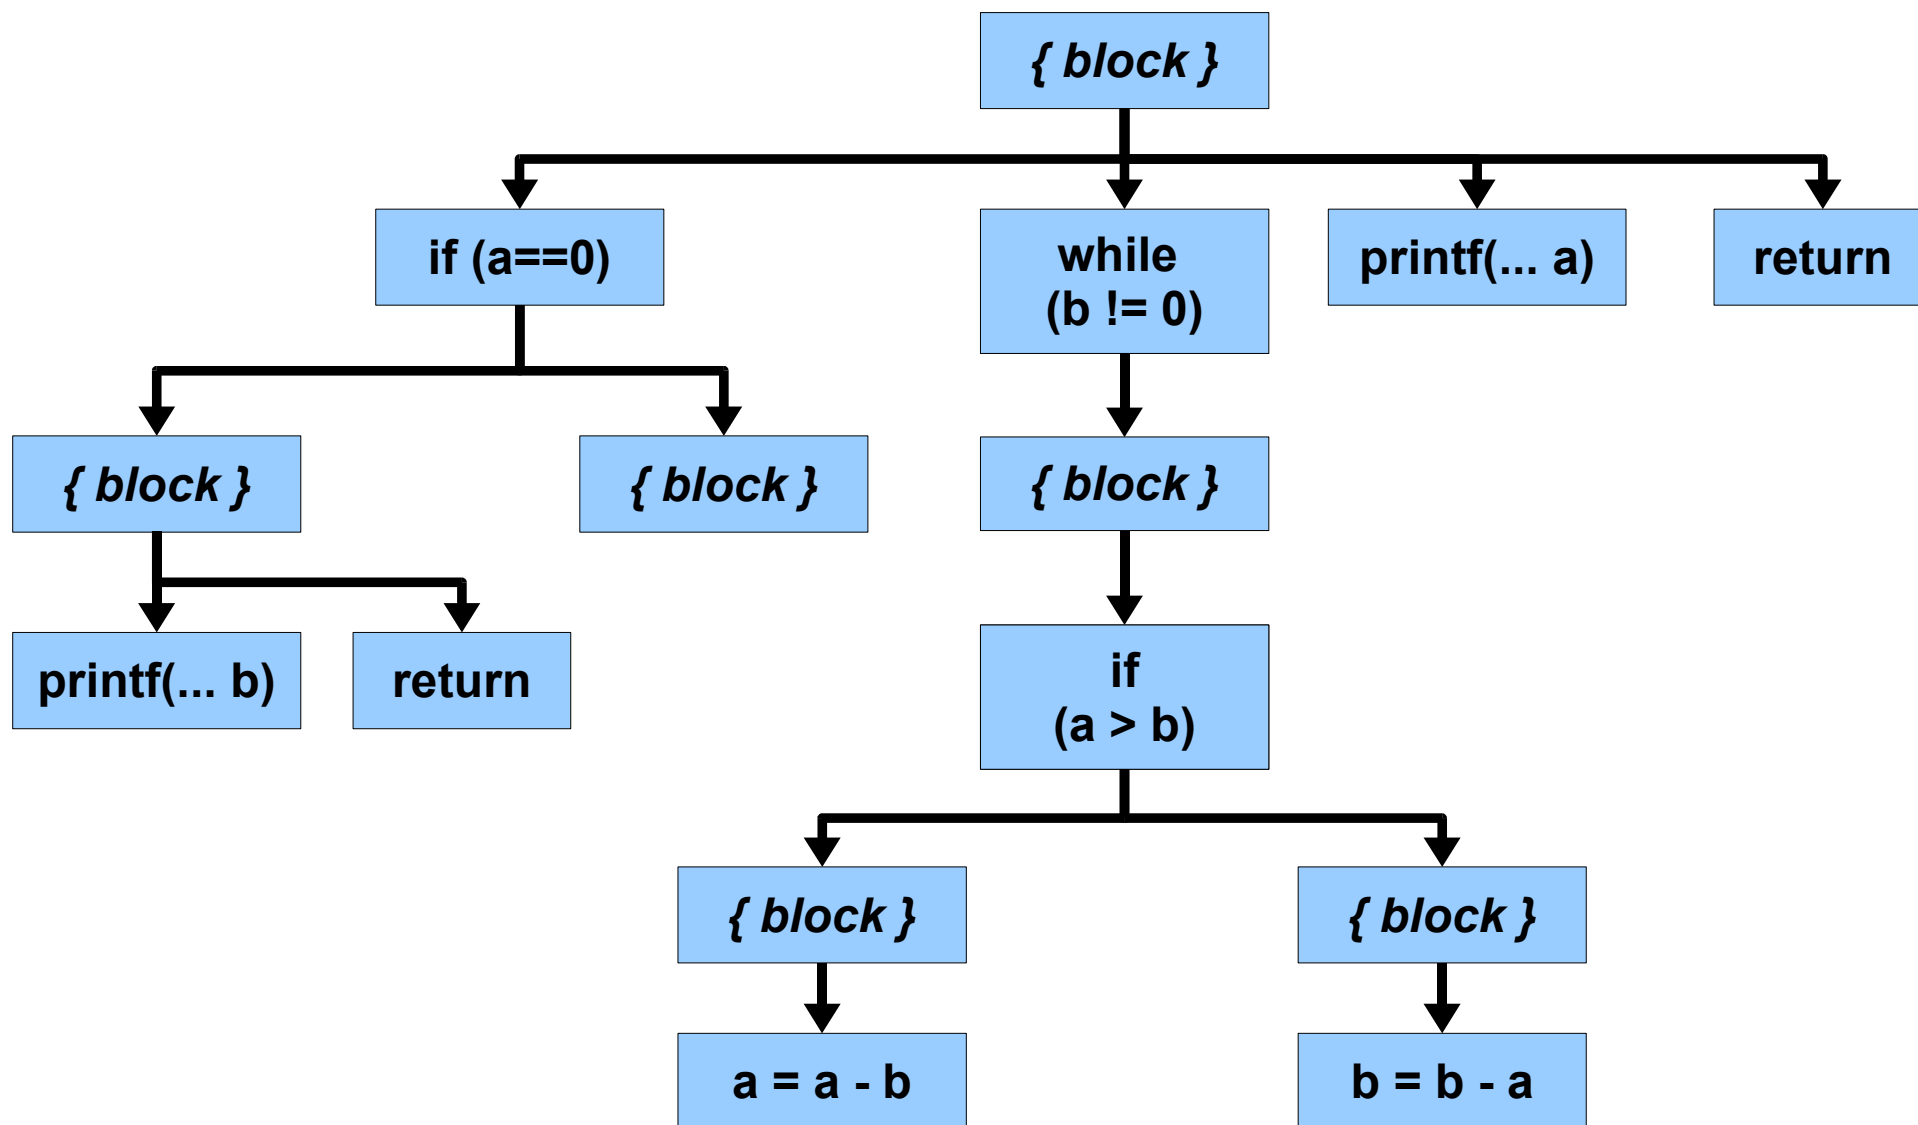 { block }
if (a==0)
while
(b != 0)
printf(... a)
return
{ block }
{ block }
{ block }
printf(... b)
return
if
(a > b)
{ block }
{ block }
a = a - b
b = b - a